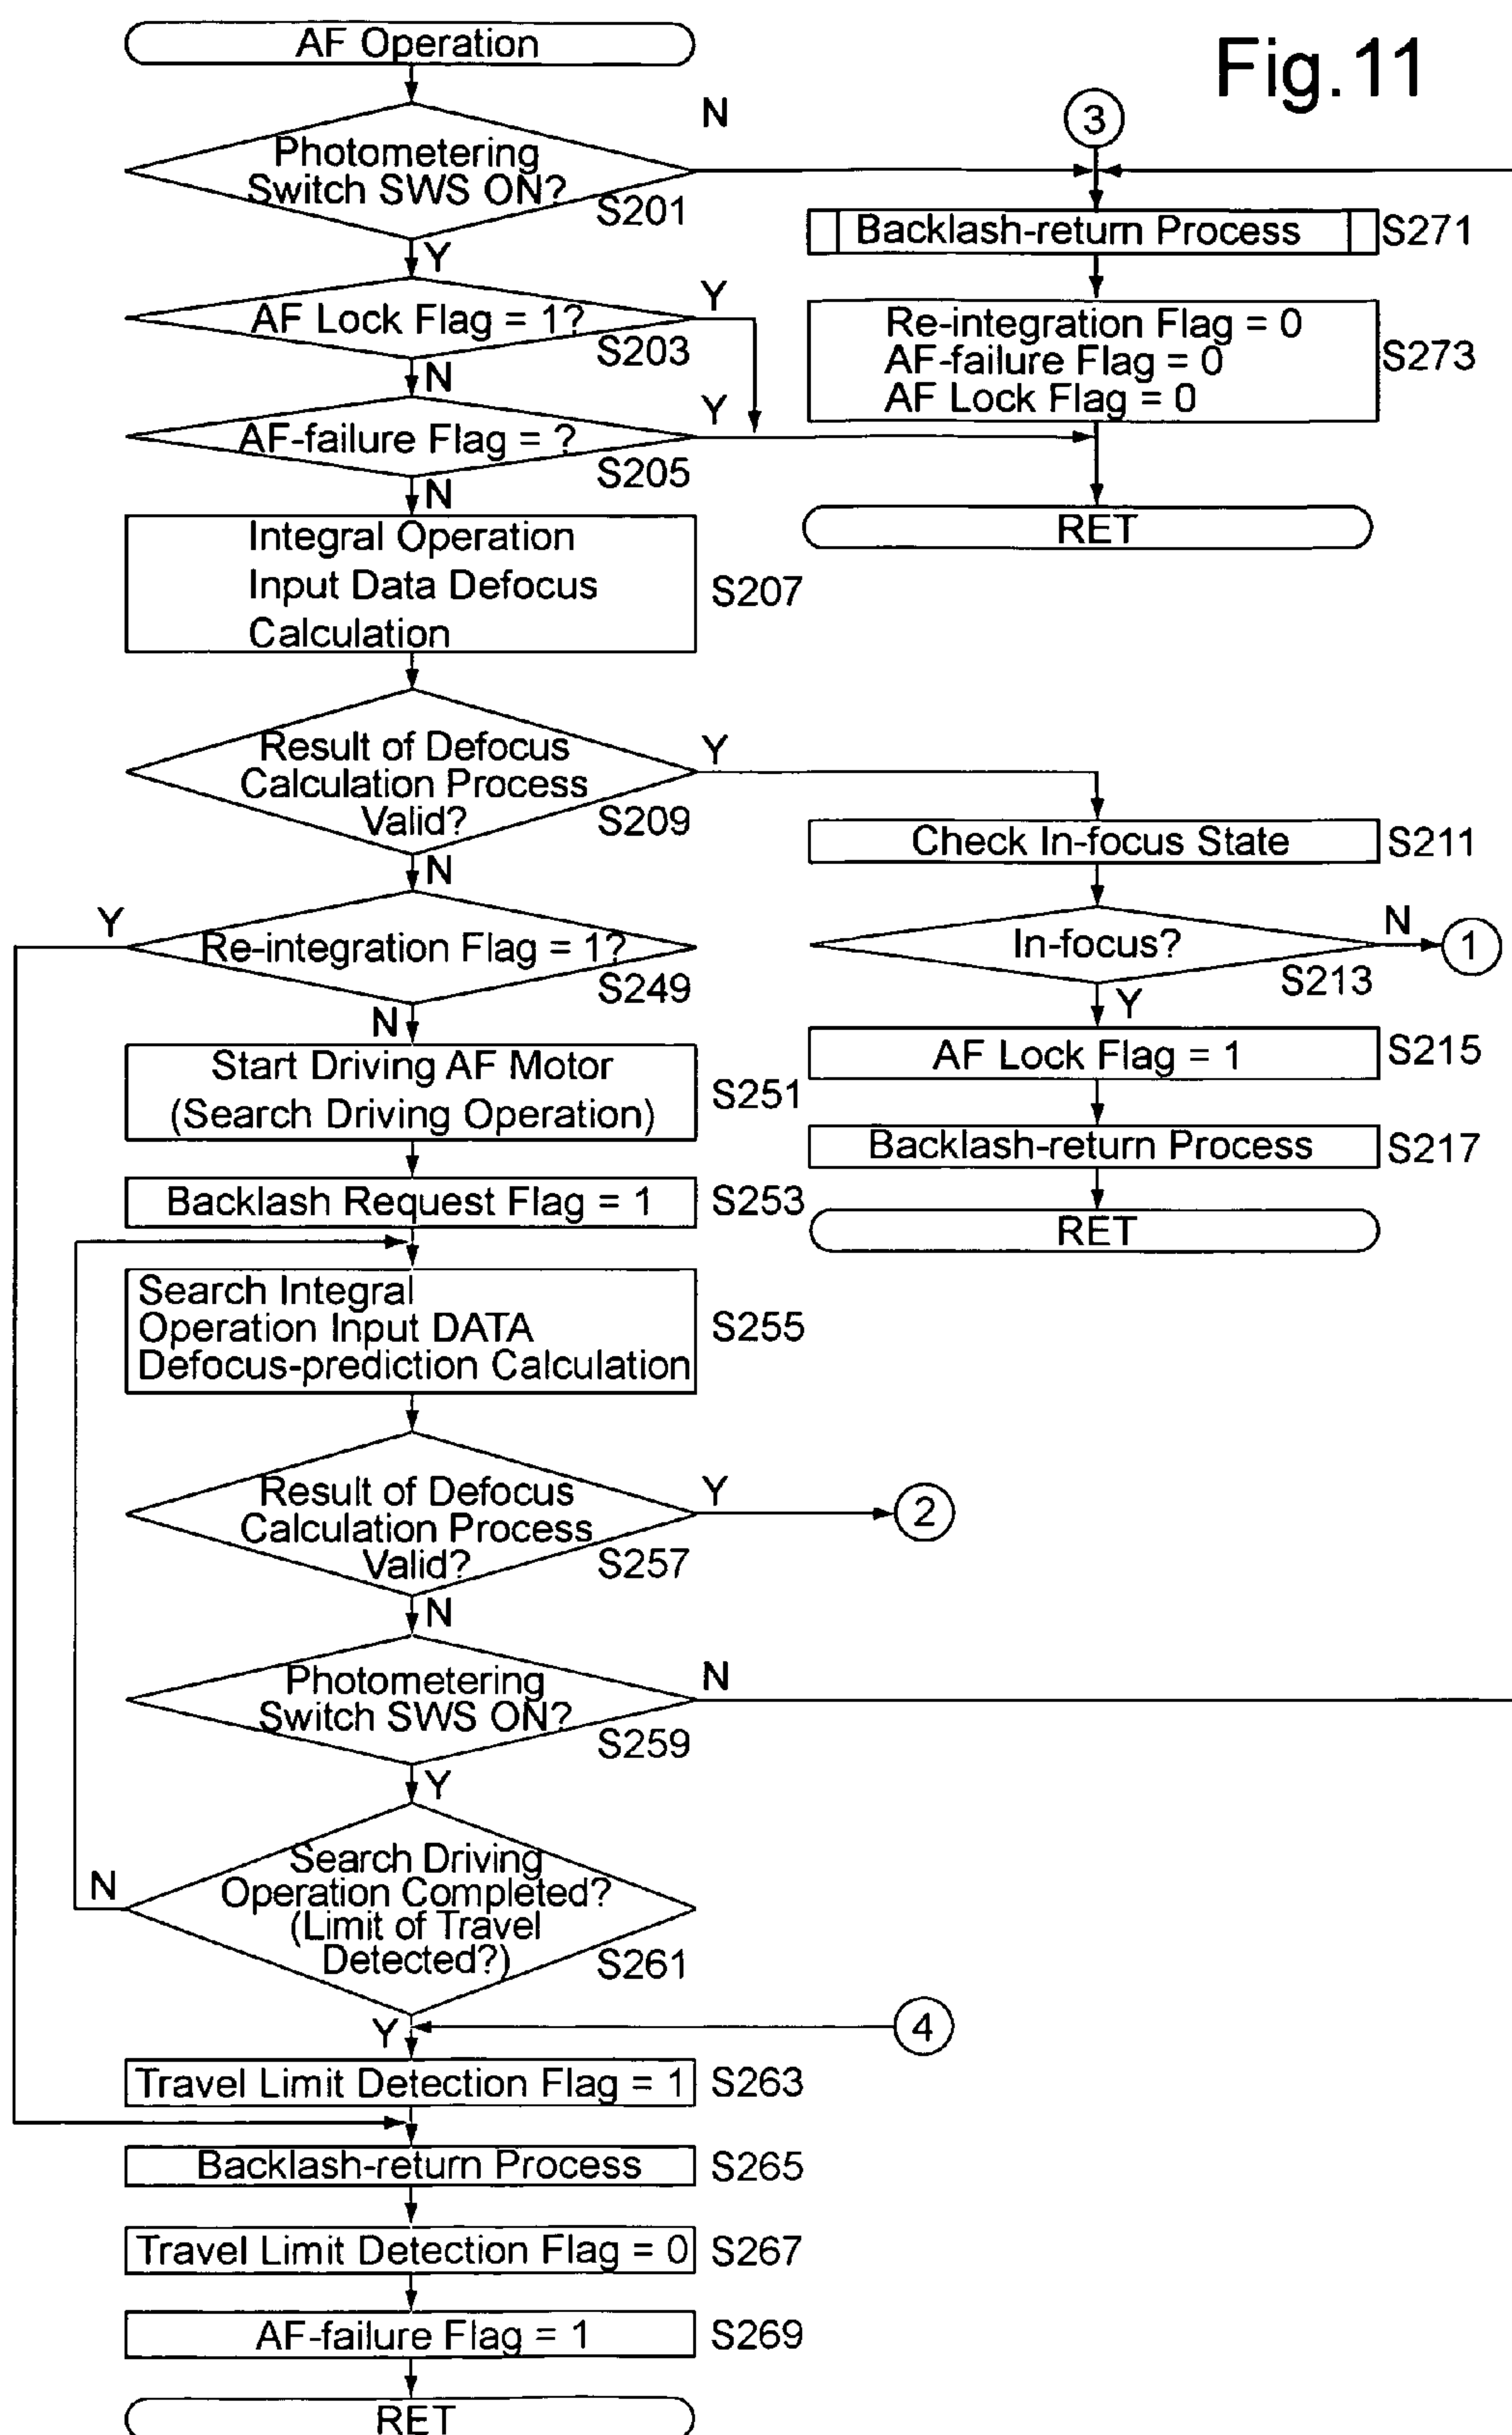 Fig.11
AF Operation
Photometering
Switch SWS ON?
S201
N
Y
3
Backlash-return Process
S271
Re-integration Flag = 0
AF-failure Flag = 0
AF Lock Flag = 0
S273
RET
AF Lock Flag = 1?
S203
Y
N
AF-failure Flag = ?
S205
Y
N
Integral Operation
Input Data Defocus
Calculation
S207
Result of Defocus
Calculation Process
Valid?
S209
Y
N
Check In-focus State
S211
In-focus?
S213
N
1
Y
AF Lock Flag = 1
S215
Backlash-return Process
S217
RET
Y
Re-integration Flag = 1?
S249
N
Start Driving AF Motor
(Search Driving Operation)
S251
Backlash Request Flag = 1
S253
Search Integral
Operation Input DATA
Defocus-prediction Calculation
S255
Result of Defocus
Calculation Process
Valid?
S257
Y
2
N
Photometering
Switch SWS ON?
S259
N
Y
Search Driving
Operation Completed?
(Limit of Travel
Detected?)
S261
N
Y
4
Travel Limit Detection Flag = 1
S263
Backlash-return Process
S265
Travel Limit Detection Flag = 0
S267
AF-failure Flag = 1
S269
RET